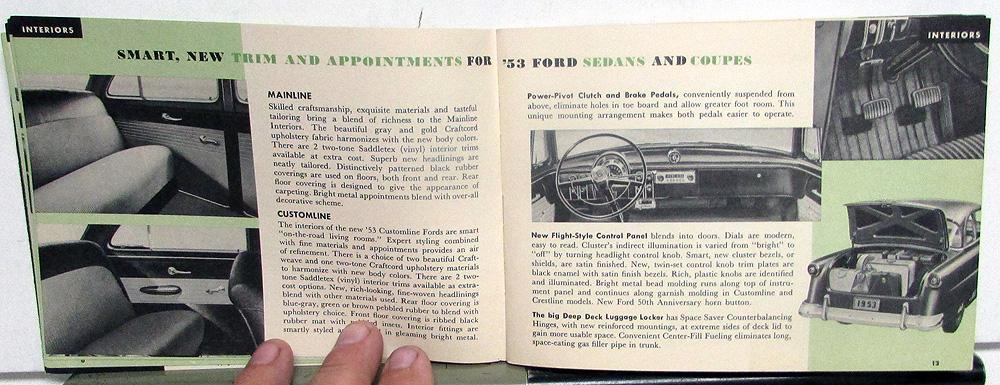 INTERIORS
SMART, NEW TRIM AND APPOINTMENTS FOR '53 FORD SEDANS AND COUPES
MAINLINE
Skilled craftsmanship, exquisite materials and tasteful
tailoring bring a blend of richness to the Mainline
Interiors. The beautiful gray and gold Craftcord
upholstery fabric harmonizes with the new body colors.
There are 2 two-tone Saddletex (vinyl) interior trims
available at extra cost. Superb new headlinings are
neatly tailored. Distinctively patterned black rubber
coverings are used on floors, both front and rear. Rear
floor covering is designed to give the appearance of
carpeting. Bright metal appointments blend with over-all
decorative scheme.
CUSTOMLINE
The interiors of the new '53 Customline Fords are smart
"on-the-road living rooms." Expert styling combined
with fine materials and appointments provides an air
of refinement. There is a choice of two beautiful Craft-
weave and one two-tone Craftcord upholstery materials
to harmonize with new body colors. There are 2 two-
tone Saddletex (vinyl) interior trims available as extra-
cost options. New, rich-looking, fine-woven headlinings
blend with other materials used. Rear floor covering is
blue-gray, green or brown pebbled rubber to blend with
upholstery choice. Front floor covering is ribbed black
rubber mat with insets. Interior fittings are
smartly styled in gleaming bright metal.
INTERIORS
Power-Pivot Clutch and Brake Pedals, conveniently suspended from
above, eliminate holes in toe board and allow greater foot room. This
unique mounting arrangement makes both pedals easier to operate.
New Flight-Style Control Panel blends into doors. Dials are modern,
easy to read. Cluster's indirect illumination is varied from "bright" to
"off" by turning headlight control knob. Smart, new cluster bezels, or
shields, are satin finished. New, twin-set control knob trim plates are
black enamel with satin finish bezels. Rich, plastic knobs are identified
and illuminated. Bright metal bead molding runs along top of instru-
ment panel and continues along garnish molding in Customline and
Crestline models. New Ford 50th Anniversary horn button.
The big Deep Deck Luggage Locker has Space Saver Counterbalancing
Hinges, with new reinforced mountings, at extreme sides of deck lid to
gain more usable space. Convenient Center-Fill Fueling eliminates long,
space-eating gas filler pipe in trunk.
1953
13